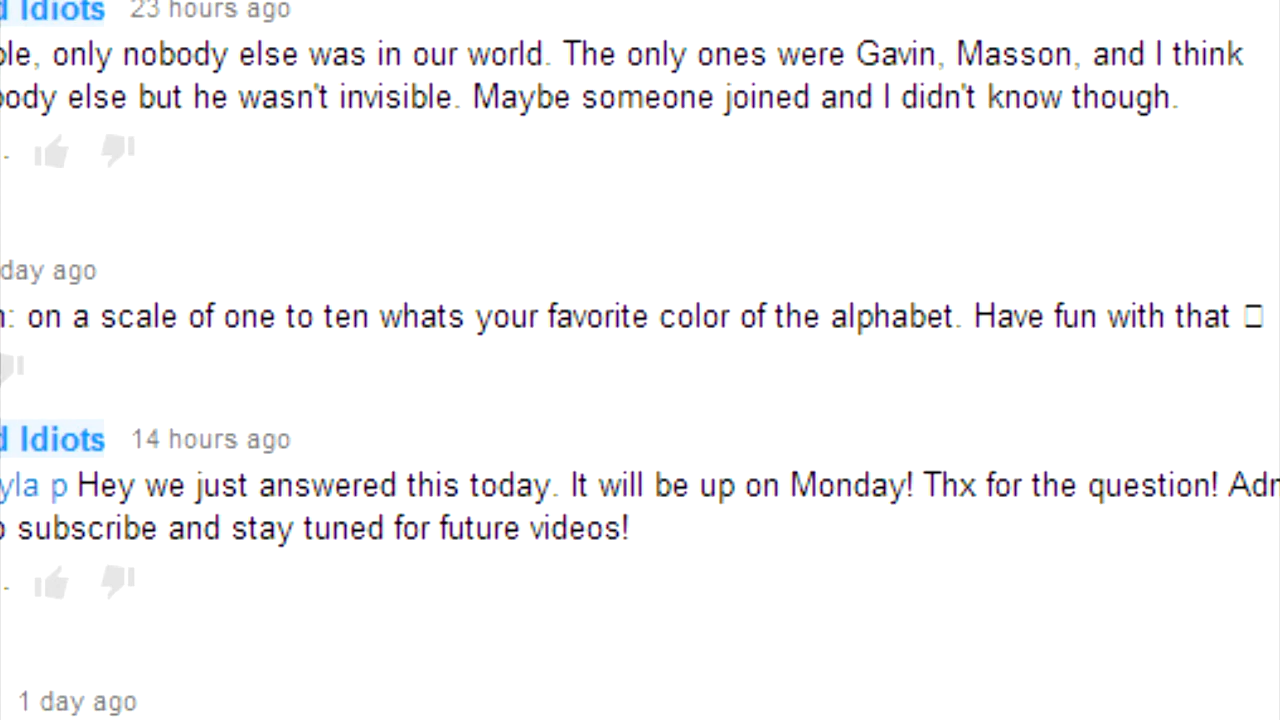 d Idiots 23 hours ago
ble, only nobody else was in our world. The only ones were Gavin, Masson, and I think
body else but he wasn't invisible. Maybe someone joined and I didn't know though.
day ago
n: on a scale of one to ten whats your favorite color of the alphabet. Have fun with that □
d Idiots 14 hours ago
yla p Hey we just answered this today. It will be up on Monday! Thx for the question! Adn
o subscribe and stay tuned for future videos!
1 day ago